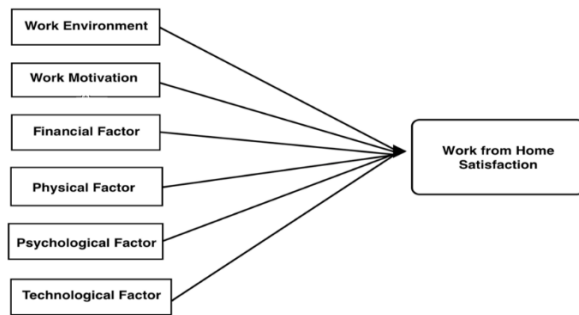 Work Environment
Work Motivation
Financial Factor
Physical Factor
Psychological Factor
Technological Factor
Work from Home
Satisfaction